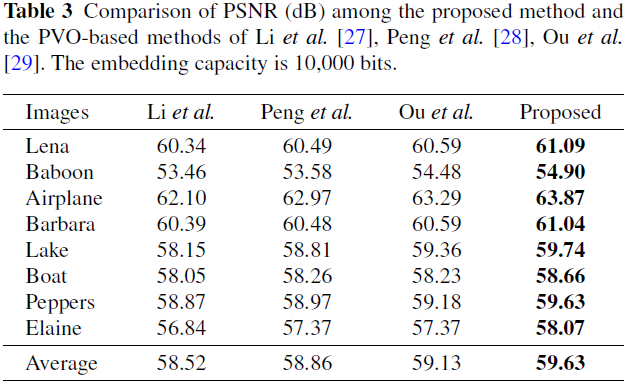 Table 3 Comparison of PSNR (dB) among the proposed method and
the PVO-based methods of Li et al. [27], Peng et al. [28], Ou et al.
[29]. The embedding capacity is 10,000 bits.
Images Li et al. Peng et al. Ou et al. Proposed
Lena 60.34 60.49 60.59 61.09
Baboon 53.46 53.58 54.48 54.90
Airplane 62.10 62.97 63.29 63.87
Barbara 60.39 60.48 60.59 61.04
Lake 58.15 58.81 59.36 59.74
Boat 58.05 58.26 58.23 58.66
Peppers 58.87 58.97 59.18 59.63
Elaine 56.84 57.37 57.37 58.07
Average 58.52 58.86 59.13 59.63